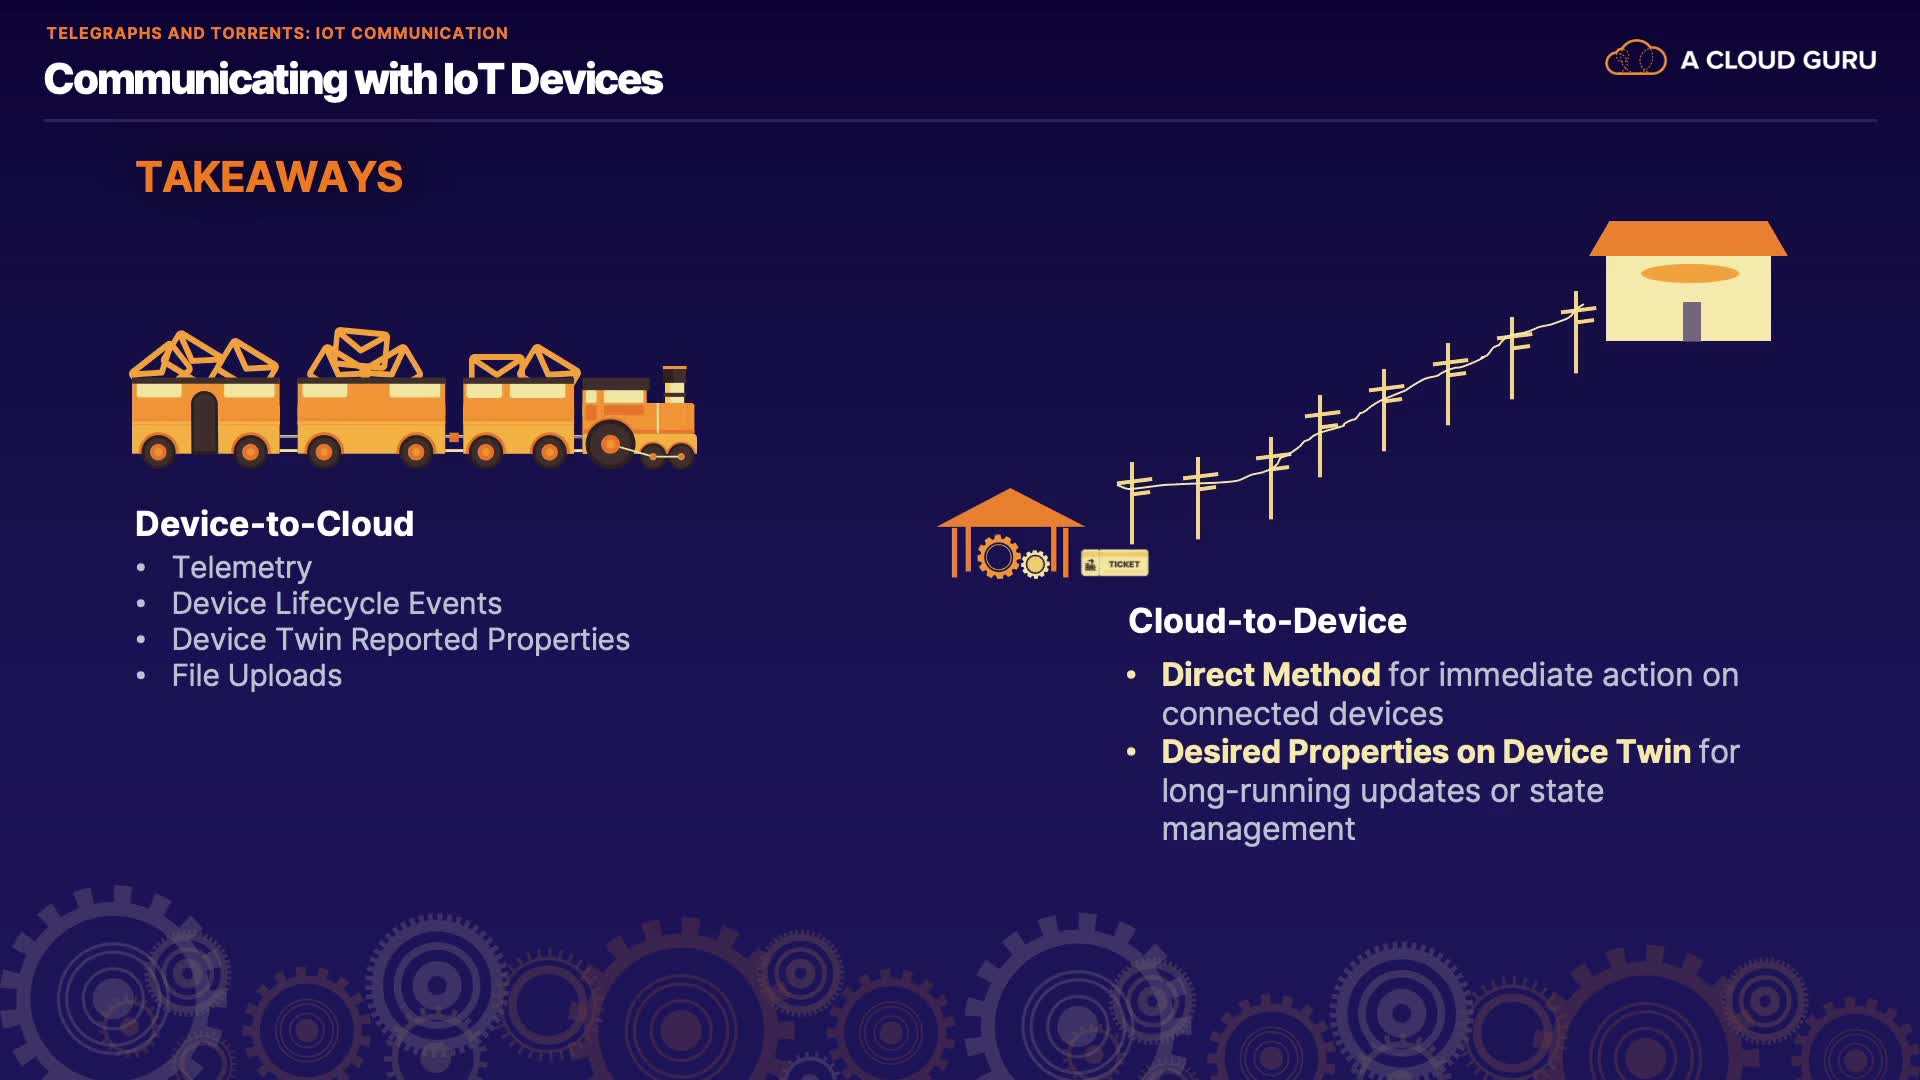 TELEGRAPHS AND TORRENTS: IOT COMMUNICATION
Communicating with IoT Devices
A CLOUD GURU
TAKEAWAYS
Device-to-Cloud
• Telemetry
• Device Lifecycle Events
• Device Twin Reported Properties
• File Uploads
TICKET
Cloud-to-Device
• Direct Method for immediate action on
connected devices
• Desired Properties on Device Twin for
long-running updates or state
management